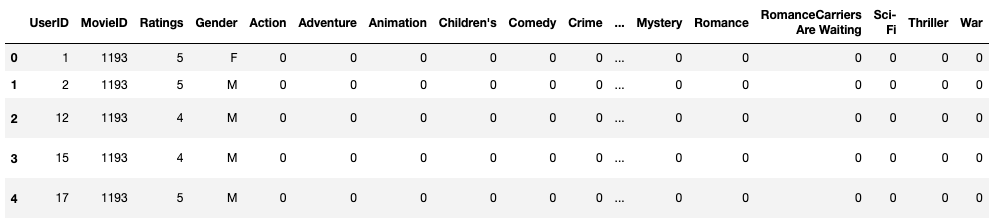 UserID MovieID Ratings Gender Action Adventure Animation Children's Comedy Crime ... Mystery Romance RomanceCarriers Are Waiting Sci-Fi Thriller War
0 1 1193 5 F 0 0 0 0 0 0 ... 0 0 0 0 0 0
1 2 1193 5 M 0 0 0 0 0 0 ... 0 0 0 0 0 0
2 12 1193 4 M 0 0 0 0 0 0 ... 0 0 0 0 0 0
3 15 1193 4 M 0 0 0 0 0 0 ... 0 0 0 0 0 0
4 17 1193 5 M 0 0 0 0 0 0 ... 0 0 0 0 0 0